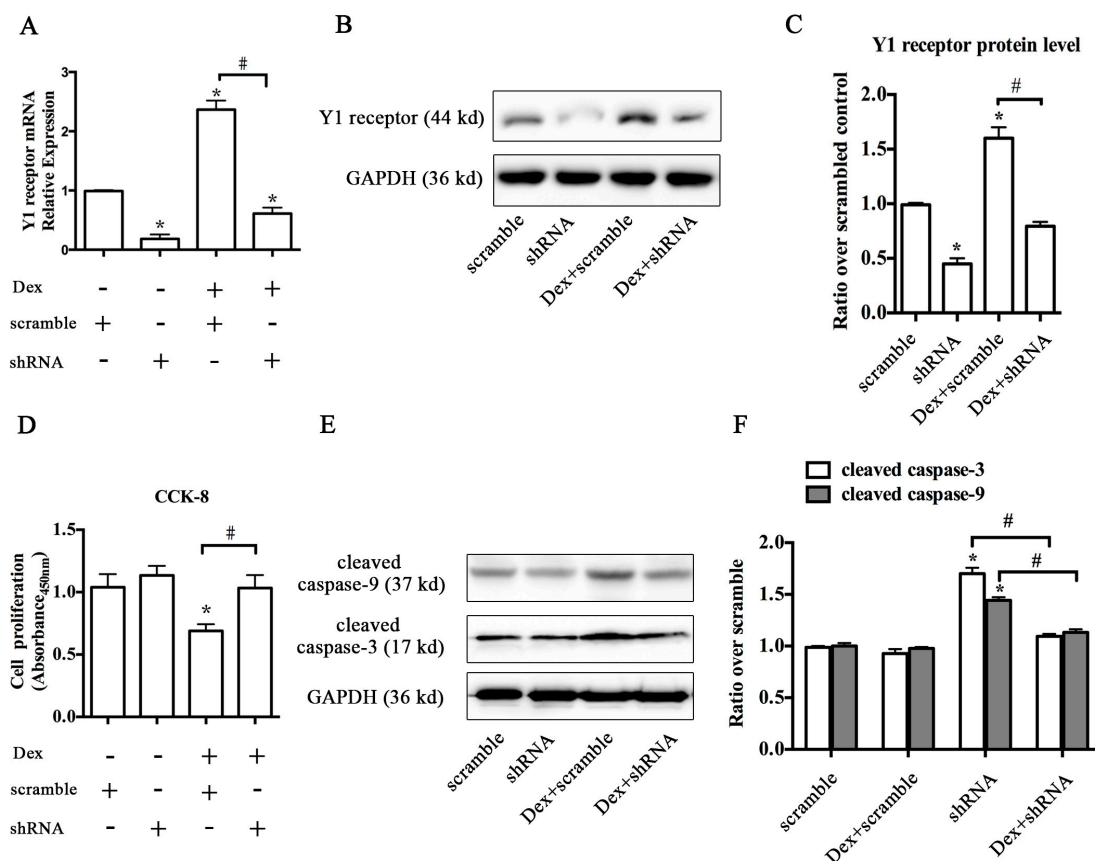 A
Y1 receptor mRNA
Relative Expression
3
2
1
0
*
*
*
#
Dex - - + +
scramble + - + -
shRNA - + - +
B
Y1 receptor (44 kd)
GAPDH (36 kd)
scramble
shRNA
Dex+scramble
Dex+shRNA
C
Y1 receptor protein level
Ratio over scrambled control
2.0
1.5
1.0
0.5
0.0
*
*
#
scramble
shRNA
Dex+scramble
Dex+shRNA
D
CCK-8
Cell proliferation
(Absorbance450nm)
1.5
1.0
0.5
0.0
*
#
Dex - - + +
scramble + - + -
shRNA - + - +
E
cleaved
caspase-9 (37 kd)
cleaved
caspase-3 (17 kd)
GAPDH (36 kd)
scramble
shRNA
Dex+scramble
Dex+shRNA
F
cleaved caspase-3
cleaved caspase-9
Ratio over scramble
2.0
1.5
1.0
0.5
0.0
*
*
#
#
scramble
Dex+scramble
shRNA
Dex+shRNA